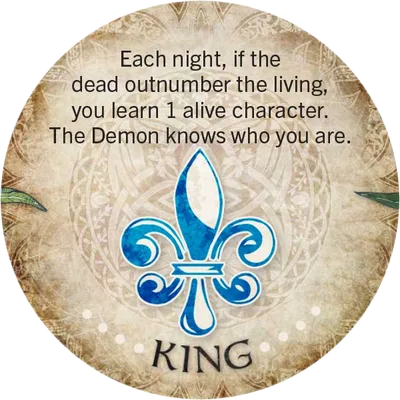 Each night, if the
dead outnumber the living,
you learn 1 alive character.
The Demon knows who you are.
KING